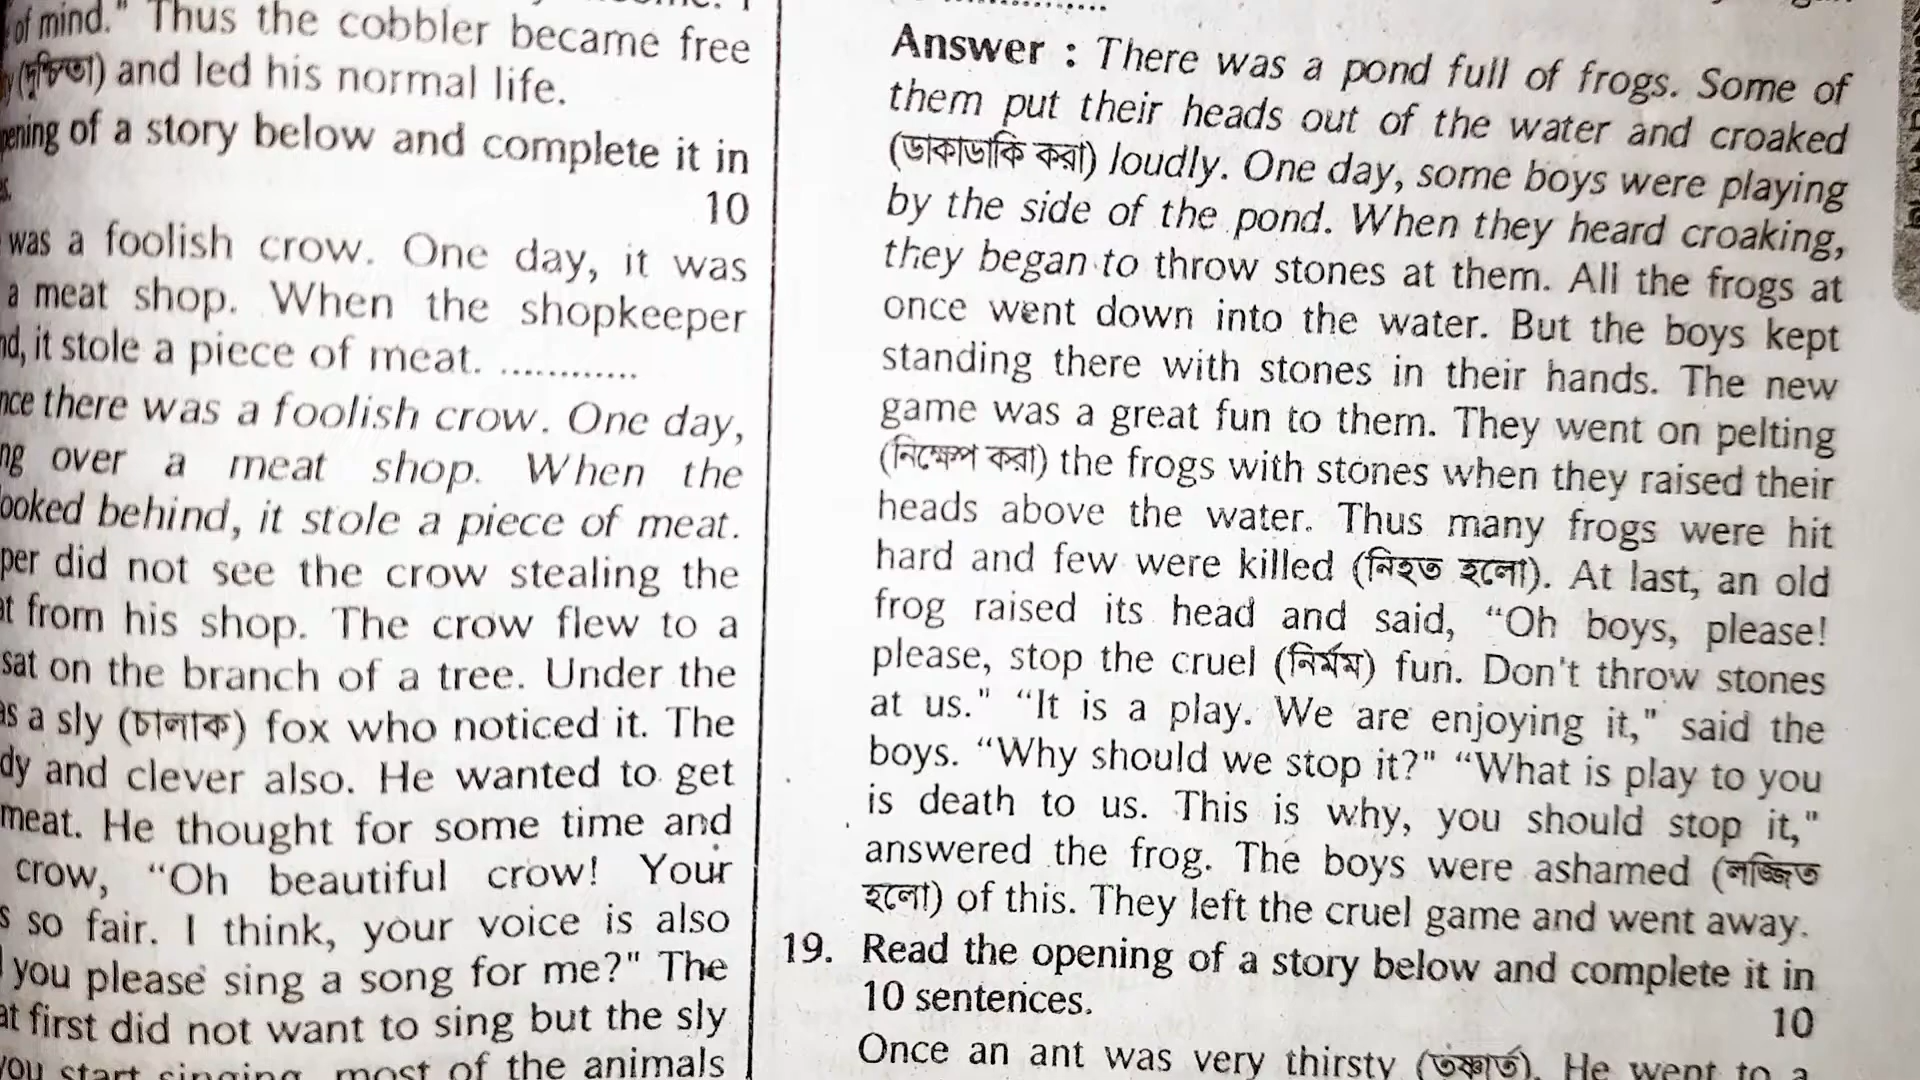 of mind." Thus the cobbler became free
(দুশ্চিন্তা) and led his normal life.
of a story below and complete it in
10
was a foolish crow. One day, it was
a meat shop. When the shopkeeper
it stole a piece of meat. ............
there was a foolish crow. One day,
over a meat shop. When the
behind, it stole a piece of meat.
did not see the crow stealing the
from his shop. The crow flew to a
sat on the branch of a tree. Under the
a sly (চালাক) fox who noticed it. The
and clever also. He wanted to get
meat. He thought for some time and
crow, “Oh beautiful crow! Your
so fair. I think, your voice is also
you please sing a song for me?" The
first did not want to sing but the sly
you start singing, most of the animals
Answer : There was a pond full of frogs. Some of
them put their heads out of the water and croaked
(ডাকাডাকি করা) loudly. One day, some boys were playing
by the side of the pond. When they heard croaking,
they began to throw stones at them. All the frogs at
once went down into the water. But the boys kept
standing there with stones in their hands. The new
game was a great fun to them. They went on pelting
(নিক্ষেপ করা) the frogs with stones when they raised their
heads above the water. Thus many frogs were hit
hard and few were killed (নিহত হলো). At last, an old
frog raised its head and said, “Oh boys, please!
please, stop the cruel (নির্মম) fun. Don't throw stones
at us." “It is a play. We are enjoying it," said the
boys. “Why should we stop it?" “What is play to you
is death to us. This is why, you should stop it,"
answered the frog. The boys were ashamed (লজ্জিত
হলো) of this. They left the cruel game and went away.
19. Read the opening of a story below and complete it in
10 sentences.
10
Once an ant was very thirsty (তৃষ্ণার্ত). He went to a